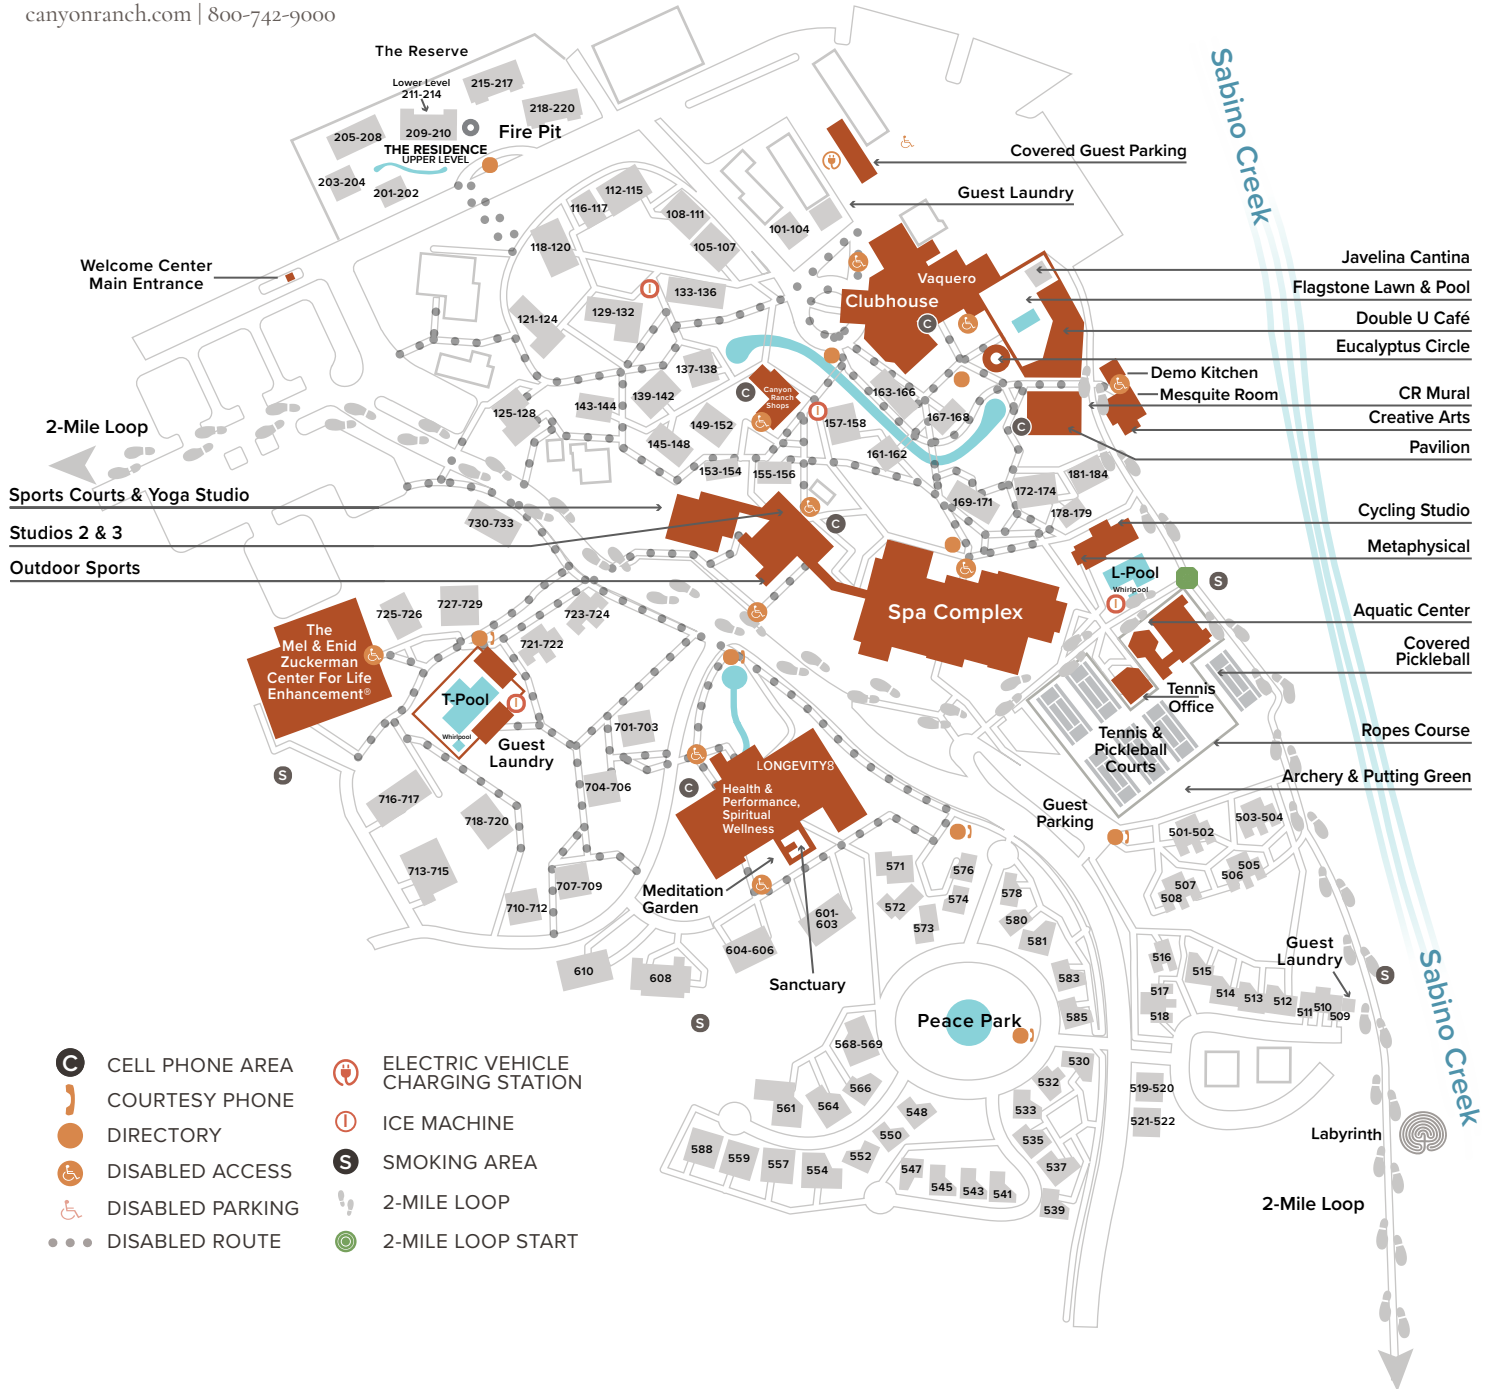 canyonranch.com | 800-742-9000
The Reserve
Lower Level
211-214
215-217
218-220
205-208
209-210
Fire Pit
THE RESIDENCE
UPPER LEVEL
203-204
201-202
Sabino Creek
Covered Guest Parking
Guest Laundry
112-115
116-117
108-111
118-120
105-107
101-104
Welcome Center
Main Entrance
Vaquero
Clubhouse
C
Javelina Cantina
Flagstone Lawn & Pool
Double U Café
Eucalyptus Circle
Demo Kitchen
Mesquite Room
CR Mural
Creative Arts
Pavilion
I
133-136
129-132
121-124
137-138
139-142
143-144
125-128
C
Canyon
Ranch
Shops
I
163-166
167-168
157-158
161-162
C
149-152
145-148
153-154
155-156
2-Mile Loop
Sports Courts & Yoga Studio
Studios 2 & 3
Outdoor Sports
730-733
C
169-171
172-174
181-184
178-179
Cycling Studio
Metaphysical
L-Pool
Whirlpool
I
S
Aquatic Center
Covered
Pickleball
Spa Complex
Tennis
Office
Tennis &
Pickleball
Courts
Ropes Course
Archery & Putting Green
725-726
727-729
723-724
721-722
The
Mel & Enid
Zuckerman
Center For Life
Enhancement®
T-Pool
Whirlpool
I
Guest
Laundry
S
701-703
704-706
C
LONGEVITY8
Health &
Performance,
Spiritual
Wellness
716-717
718-720
713-715
710-712
707-709
Meditation
Garden
Sanctuary
601-
603
604-606
608
610
S
Guest
Parking
501-502
503-504
505
506
507
508
571
572
573
574
576
578
580
581
583
585
Guest
Laundry
S
516
515
517
518
514
513
512
511
510
509
Peace Park
Sabino Creek
568-569
566
564
561
530
532
533
535
537
539
519-520
521-522
548
550
552
547
545
543
541
588
559
557
554
Labyrinth
2-Mile Loop
C CELL PHONE AREA
COURTESY PHONE
DIRECTORY
DISABLED ACCESS
DISABLED PARKING
DISABLED ROUTE
ELECTRIC VEHICLE
CHARGING STATION
I ICE MACHINE
S SMOKING AREA
2-MILE LOOP
2-MILE LOOP START